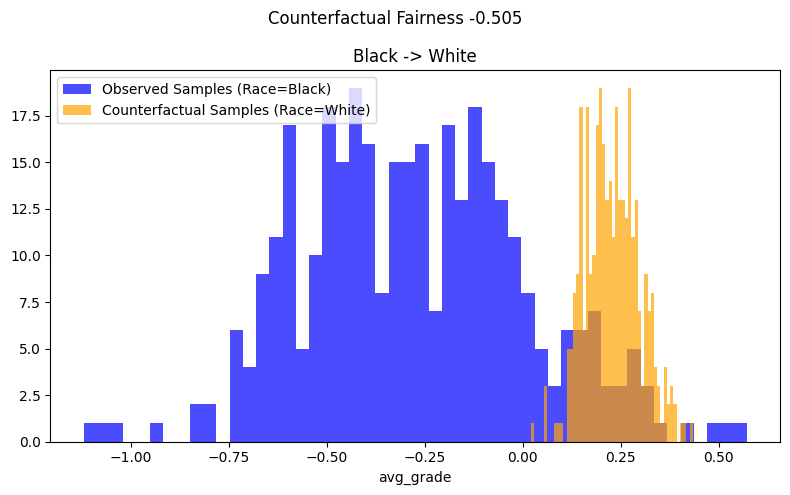 Counterfactual Fairness -0.505
Black -> White
Observed Samples (Race=Black)
Counterfactual Samples (Race=White)
17.5
15.0
12.5
10.0
7.5
5.0
2.5
0.0
−1.00 −0.75 −0.50 −0.25 0.00 0.25 0.50
avg_grade